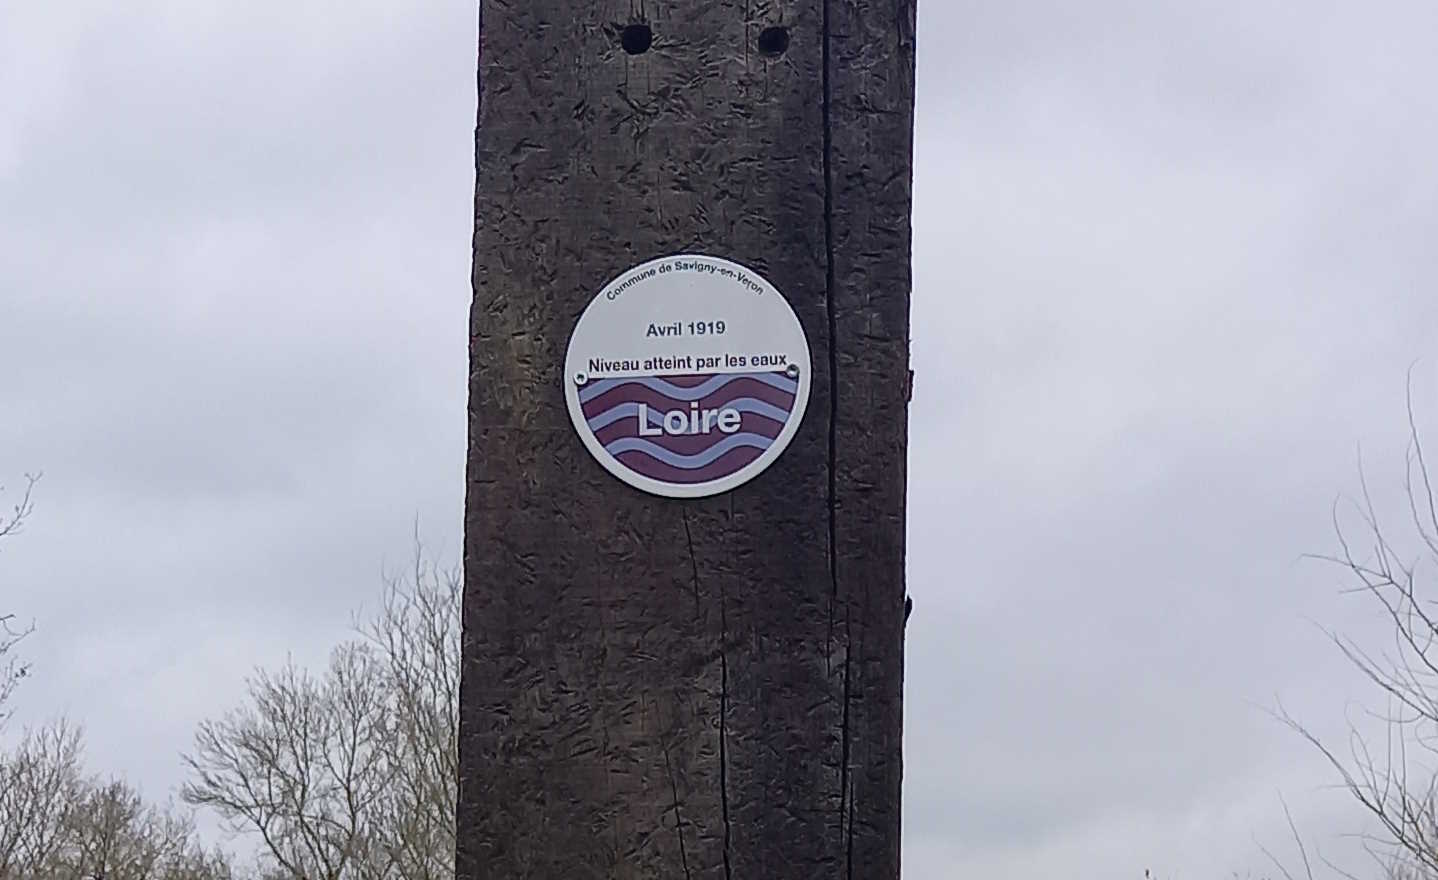 Commune de Savigny-en-Veron
Avril 1919
Niveau atteint par les eaux
Loire